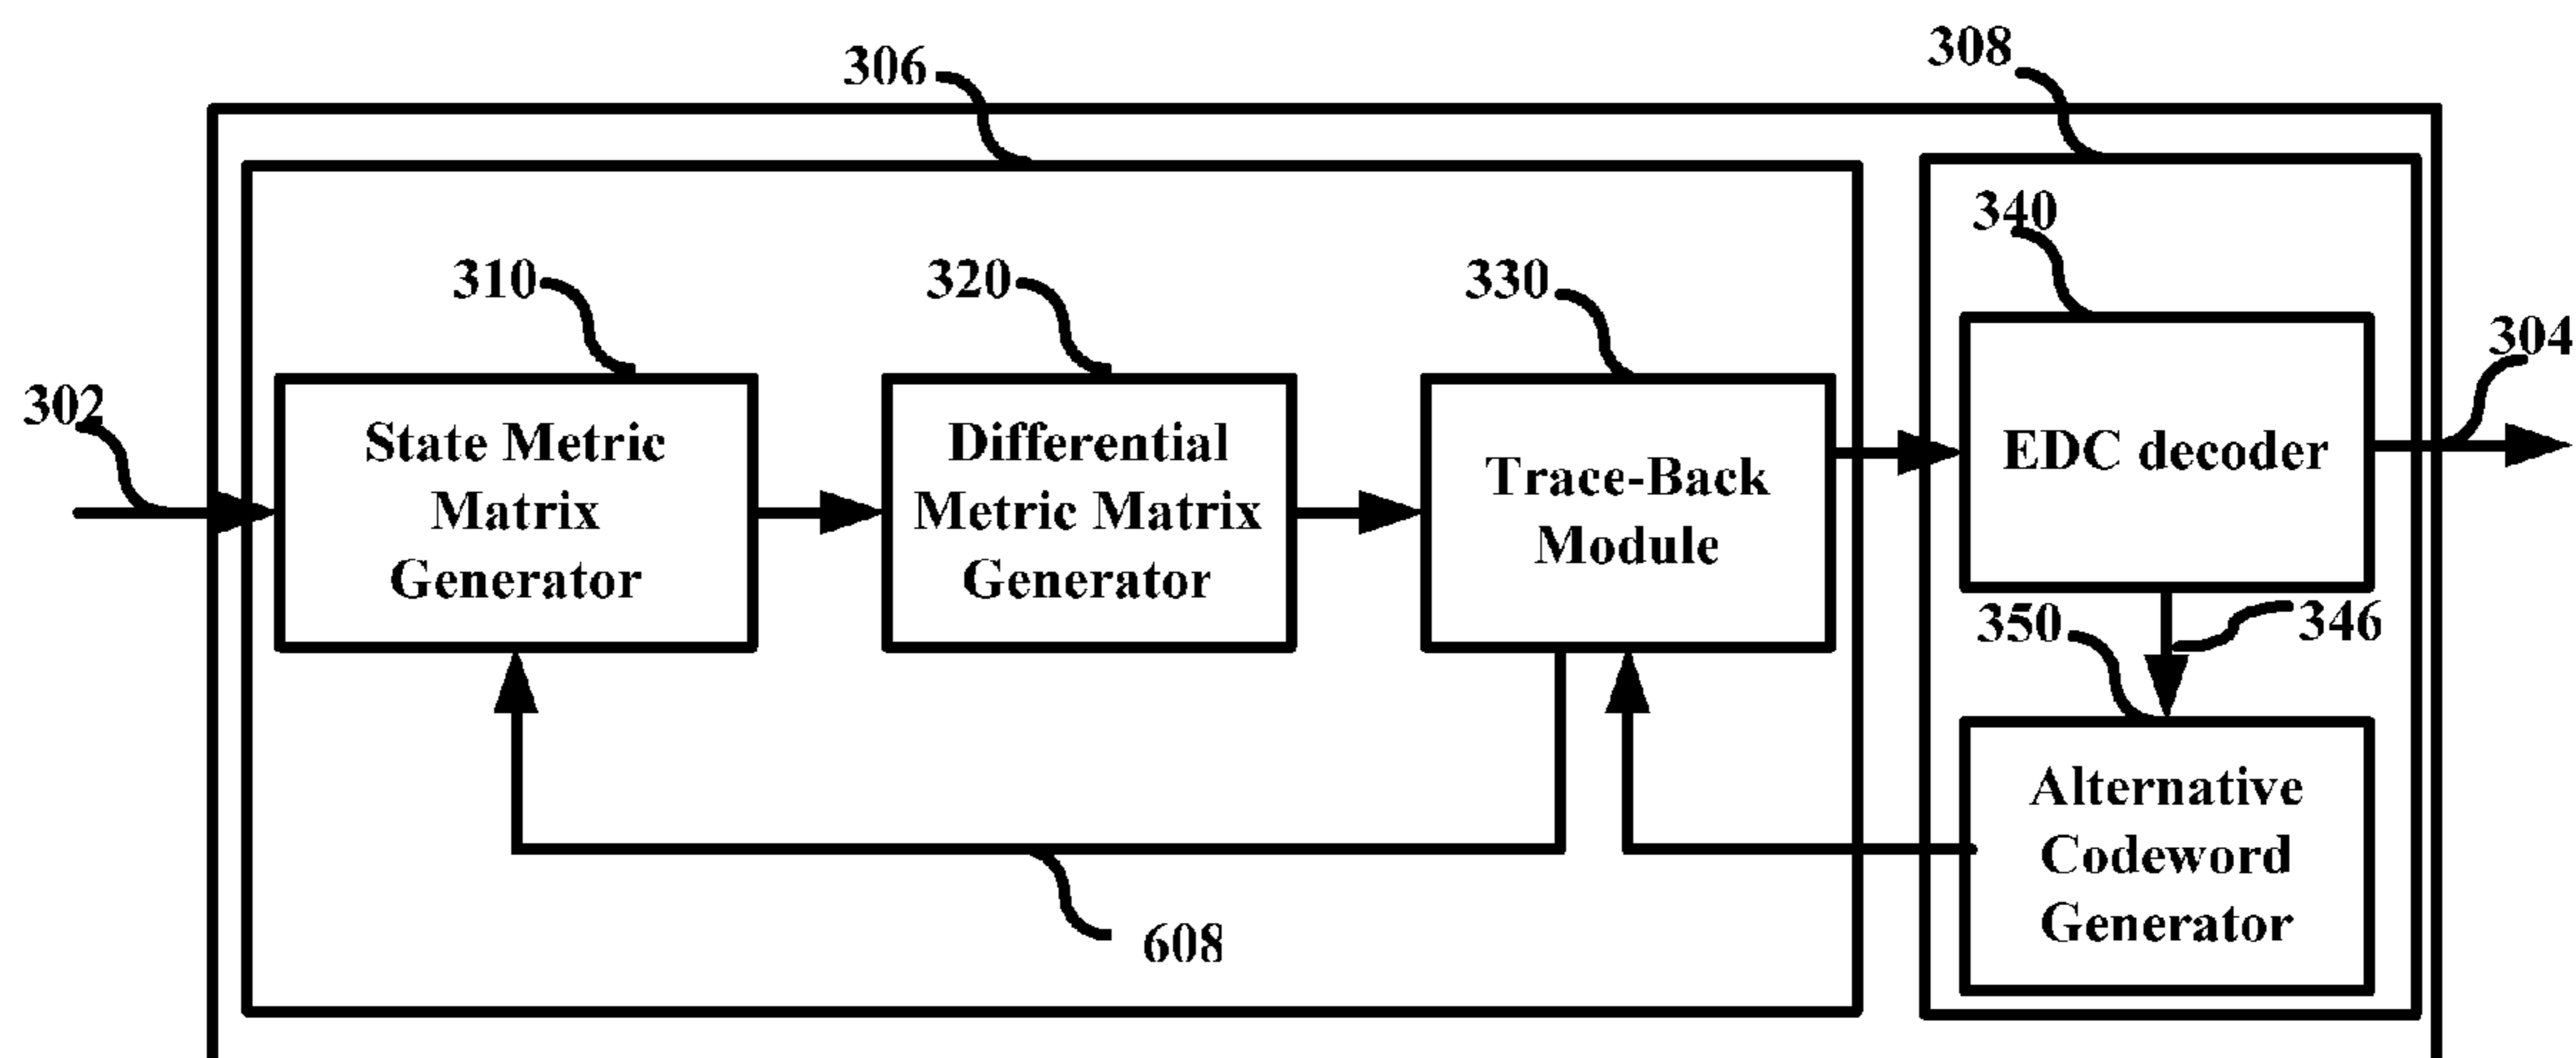 306
308
340
310
320
330
304
302
State Metric
Matrix
Generator
Differential
Metric Matrix
Generator
Trace-Back
Module
EDC decoder
350
346
Alternative
Codeword
Generator
608